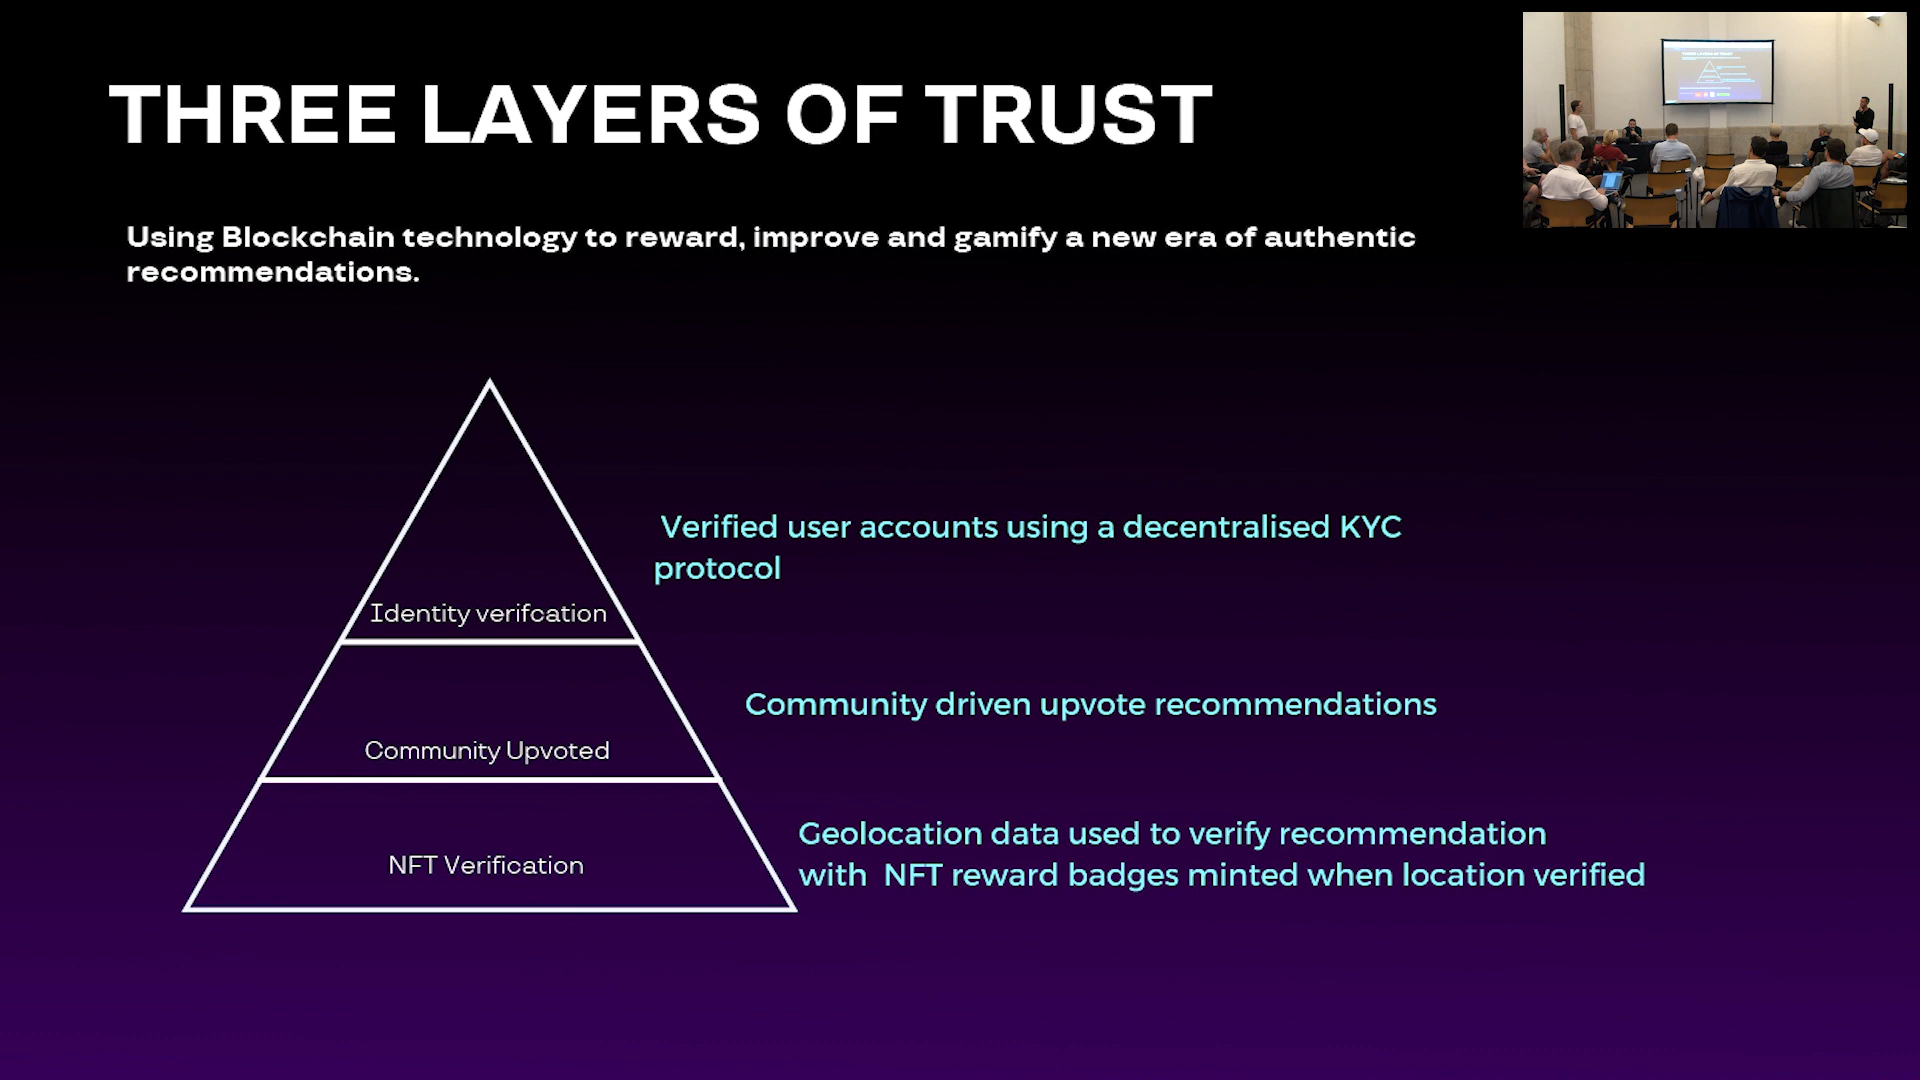 THREE LAYERS OF TRUST
Using Blockchain technology to reward, improve and gamify a new era of authentic
recommendations.
Verified user accounts using a decentralised KYC
protocol
Identity verifcation
Community driven upvote recommendations
Community Upvoted
Geolocation data used to verify recommendation
with NFT reward badges minted when location verified
NFT Verification